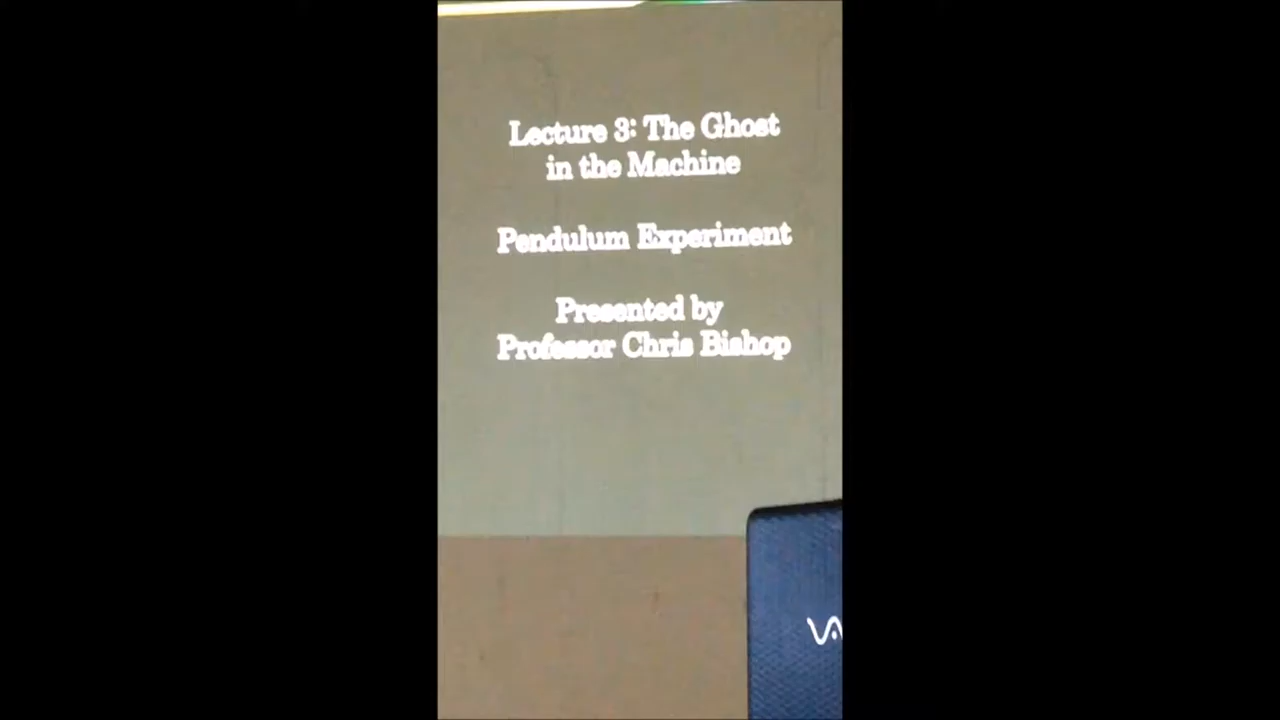 Lecture 3: The Ghost
in the Machine
Pendulum Experiment
Presented by
Professor Chris Bishop